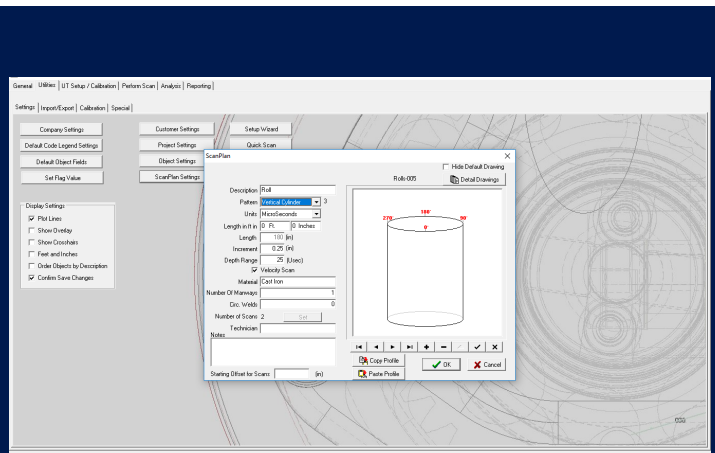 General Utilities UT Setup / Calibration Perform Scan Analysis Reporting
Settings Import/Export Calibration Special
Company Settings Customer Settings Setup Wizard
Default Code Legend Settings Project Settings Quick Scan
Default Object Fields Object Settings
Set Flag Value ScanPlan Settings
Display Settings
Plot Lines
Show Overlay
Show Crosshairs
Feet and Inches
Order Objects by Description
Confirm Save Changes
ScanPlan
Hide Default Drawing
Rolls-005 Detail Drawings
Description Roll
Pattern Vertical Cylinder 3
Units MicroSeconds
Length in ft in 0 Ft. 0 Inches
Length 180 (in)
Increment 0.25 (in)
Depth Range 25 (Usec)
Velocity Scan
Material Cast Iron
Number Of Manways 1
Circ. Welds 0
Number of Scans 2 Set
Technician
Notes
Starting Offset for Scans (in)
180'
270' 90'
0'
Copy Profile
Paste Profile
OK Cancel